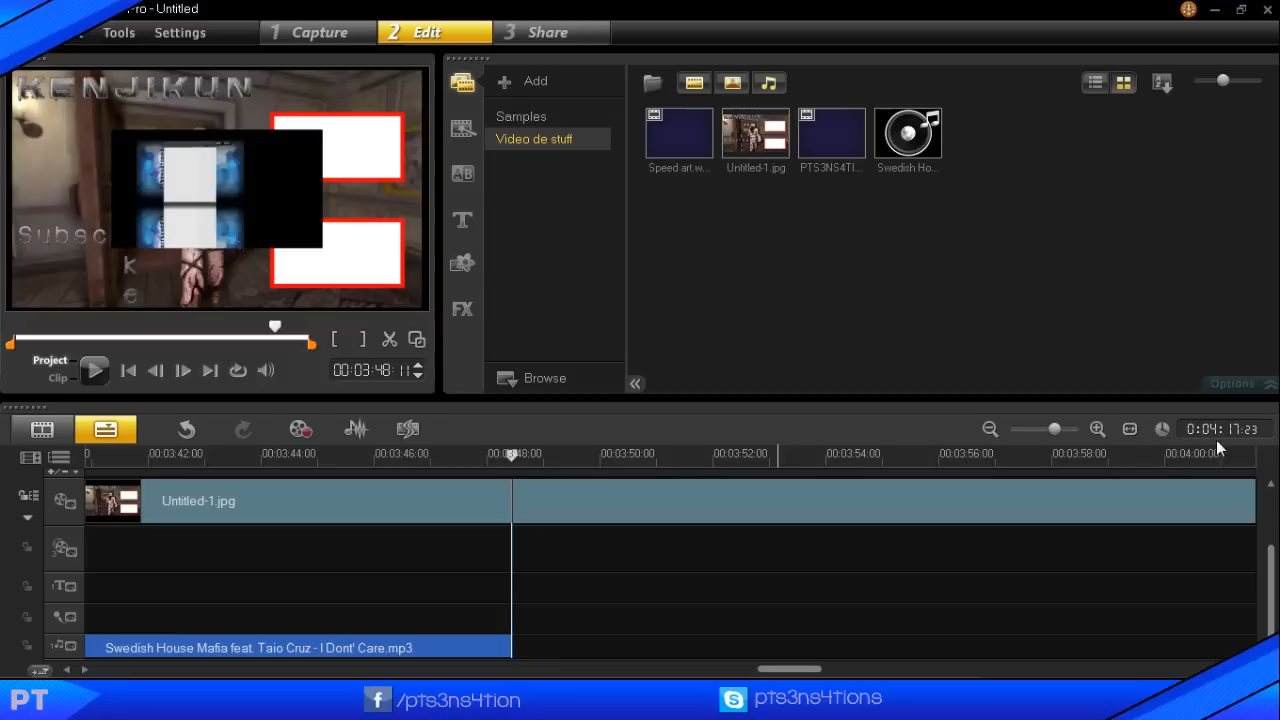 ro - Untitled
Tools Settings 1 Capture 2 Edit 3 Share
KENJIKUN
Subsc
k
e
Add
Samples
Video de stuff
Browse
Speed art.w... Untitled-1.jpg PTS3NS4TI... Swedish Ho...
AB
T
FX
Options
Project
Clip
[ ]
00:03:48:11
0:04:17:23
00:03:42:00 00:03:44:00 00:03:46:00 00:03:48:00 00:03:50:00 00:03:52:00 00:03:54:00 00:03:56:00 00:03:58:00 00:04:00:00
Untitled-1.jpg
Swedish House Mafia feat. Taio Cruz - I Dont' Care.mp3
PT
f /pts3ns4tion
S pts3ns4tions